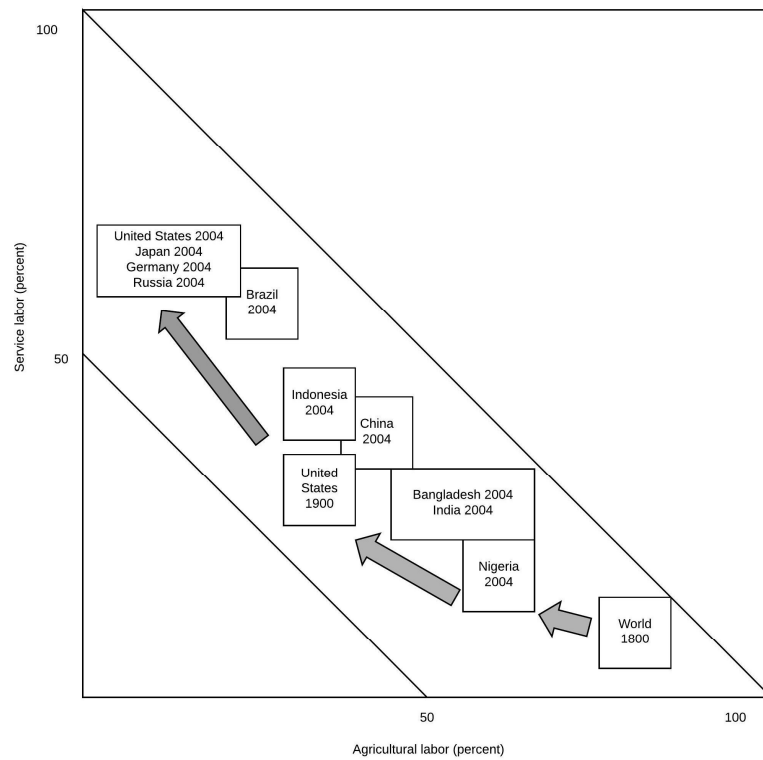 100
United States 2004
Japan 2004
Germany 2004
Russia 2004
Brazil
2004
Service labor (percent)
50
Indonesia
2004
China
2004
United
States
1900
Bangladesh 2004
India 2004
Nigeria
2004
World
1800
50
100
Agricultural labor (percent)